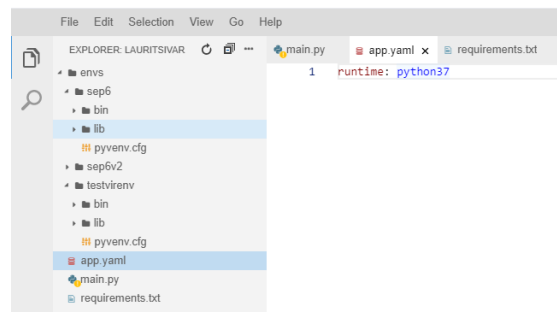 File Edit Selection View Go Help
EXPLORER: LAURITSIVAR ...
envs
sep6
bin
lib
pyvenv.cfg
sep6v2
testvirenv
bin
lib
pyvenv.cfg
app.yaml
main.py
requirements.txt
main.py app.yaml x requirements.txt
1 runtime: python37